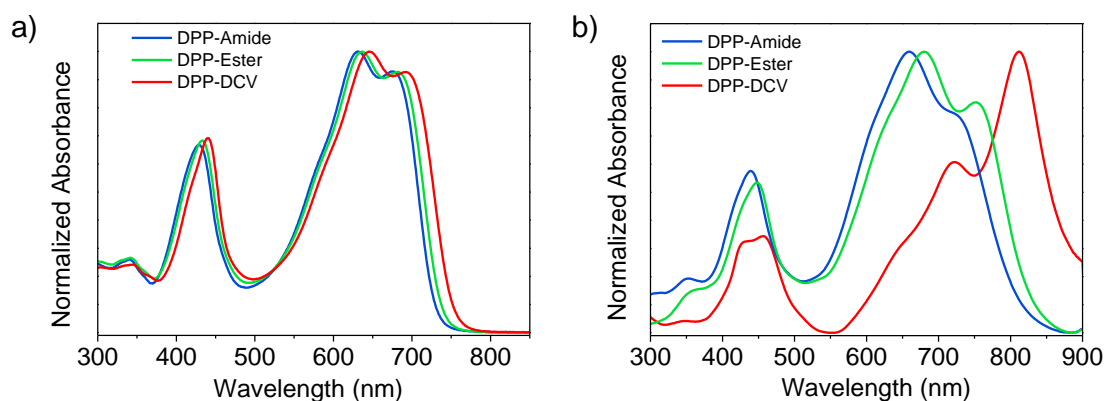 a)
DPP-Amide
DPP-Ester
DPP-DCV
Normalized Absorbance
300 400 500 600 700 800
Wavelength (nm)
b)
DPP-Amide
DPP-Ester
DPP-DCV
Normalized Absorbance
300 400 500 600 700 800 900
Wavelength (nm)